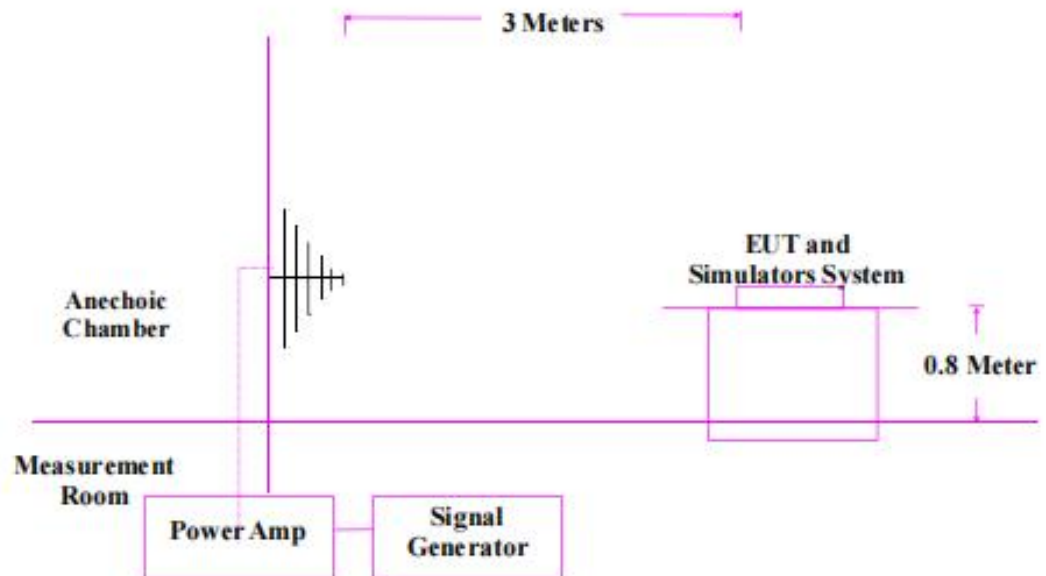 3 Meters
EUT and
Simulators System
Anechoic
Chamber
0.8 Meter
Measurement
Room
Power Amp
Signal
Generator